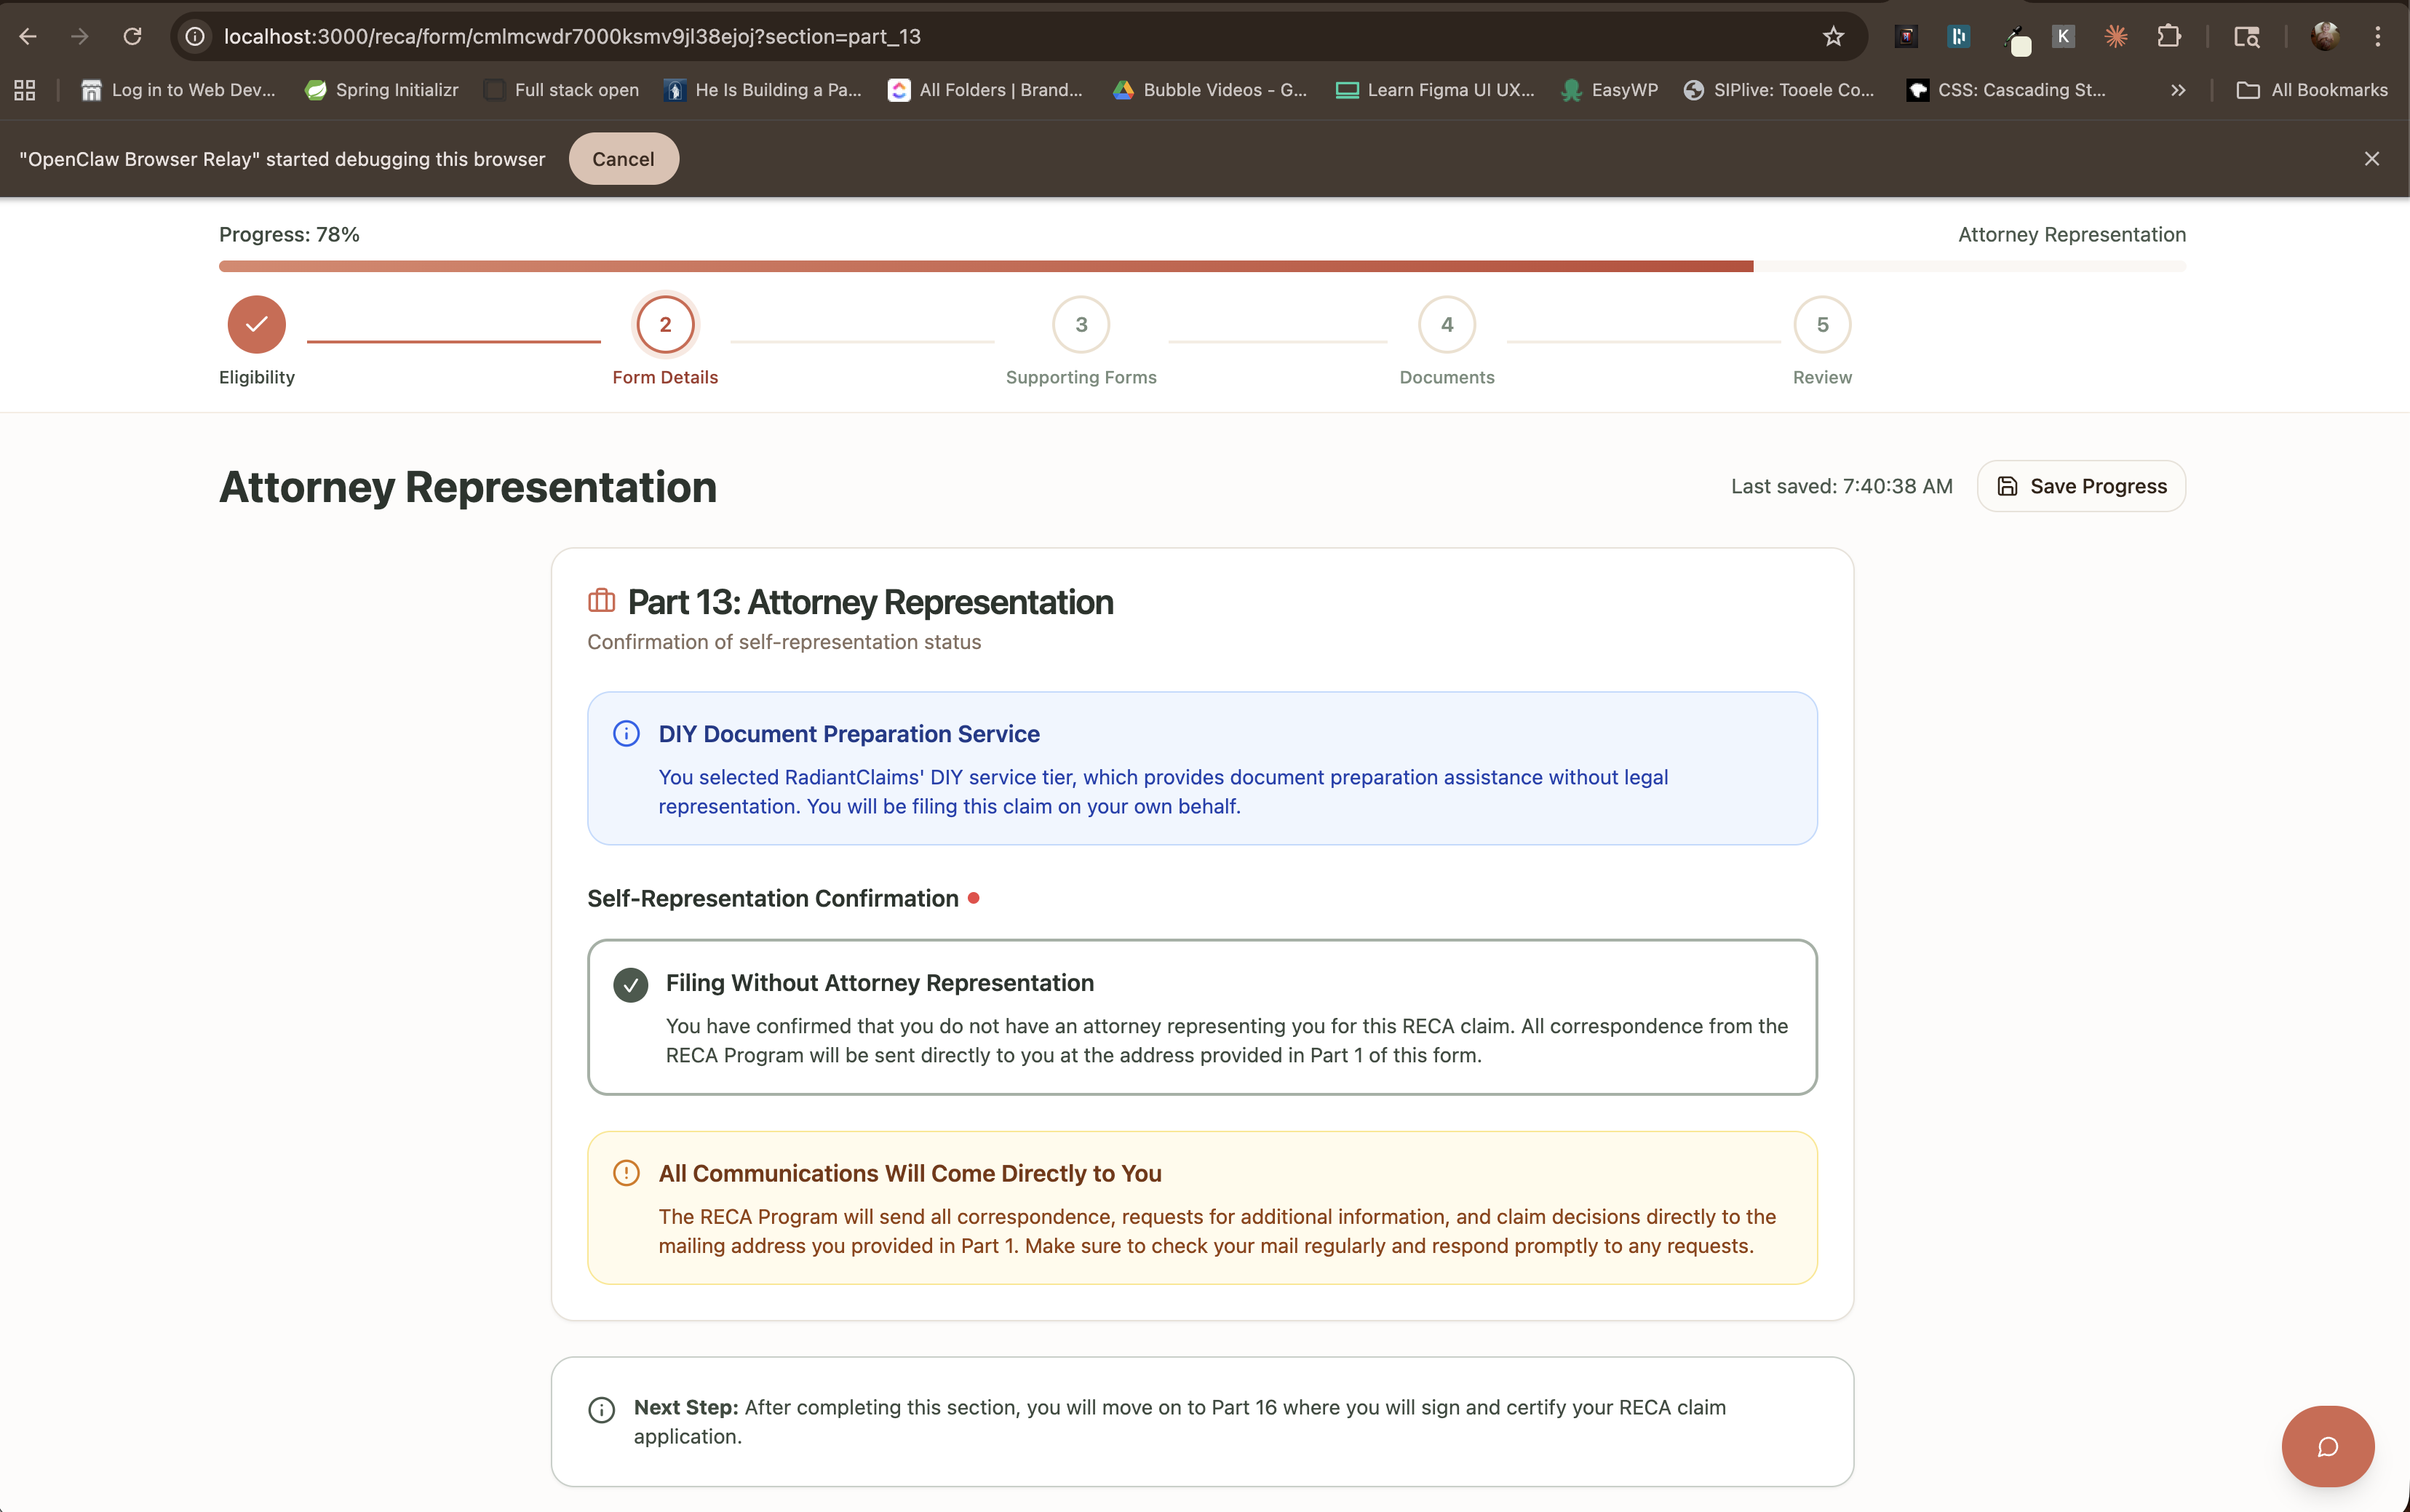 localhost:3000/reca/form/cmlmcwdr7000ksmv9jl38ejoj?section=part_13
K
Log in to Web Dev...
Spring Initializr
Full stack open
He Is Building a Pa...
All Folders | Brand...
Bubble Videos - G...
Learn Figma UI UX...
EasyWP
SIPlive: Tooele Co...
CSS: Cascading St...
All Bookmarks
"OpenClaw Browser Relay" started debugging this browser
Cancel
Progress: 78%
Attorney Representation
2
3
4
5
Eligibility
Form Details
Supporting Forms
Documents
Review
Attorney Representation
Last saved: 7:40:38 AM
Save Progress
Part 13: Attorney Representation
Confirmation of self-representation status
DIY Document Preparation Service
You selected RadiantClaims' DIY service tier, which provides document preparation assistance without legal
representation. You will be filing this claim on your own behalf.
Self-Representation Confirmation
Filing Without Attorney Representation
You have confirmed that you do not have an attorney representing you for this RECA claim. All correspondence from the
RECA Program will be sent directly to you at the address provided in Part 1 of this form.
All Communications Will Come Directly to You
The RECA Program will send all correspondence, requests for additional information, and claim decisions directly to the
mailing address you provided in Part 1. Make sure to check your mail regularly and respond promptly to any requests.
Next Step: After completing this section, you will move on to Part 16 where you will sign and certify your RECA claim
application.